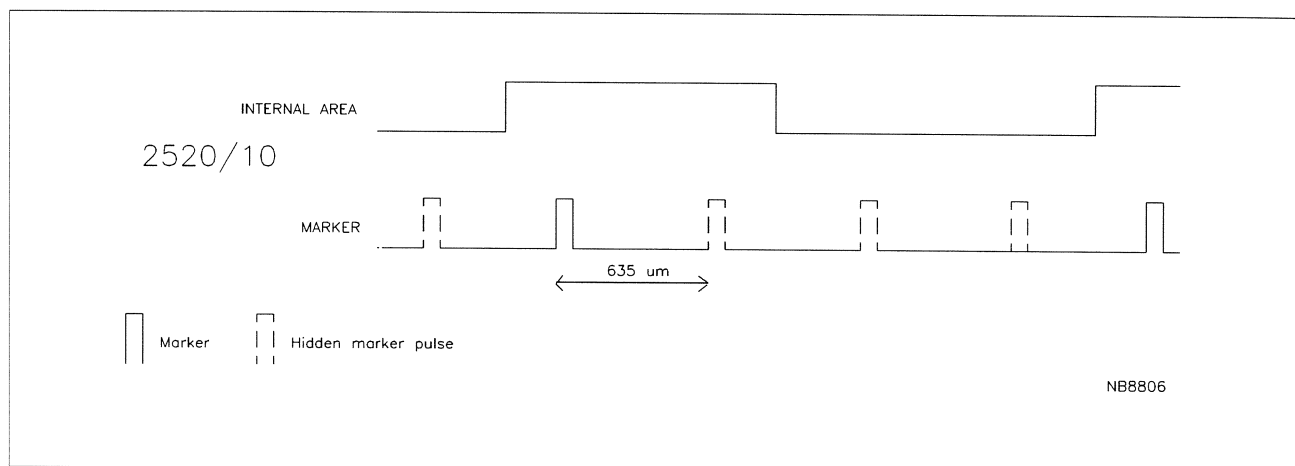 INTERNAL AREA
2520/10
MARKER
635 um
Marker
Hidden marker pulse
NB8806